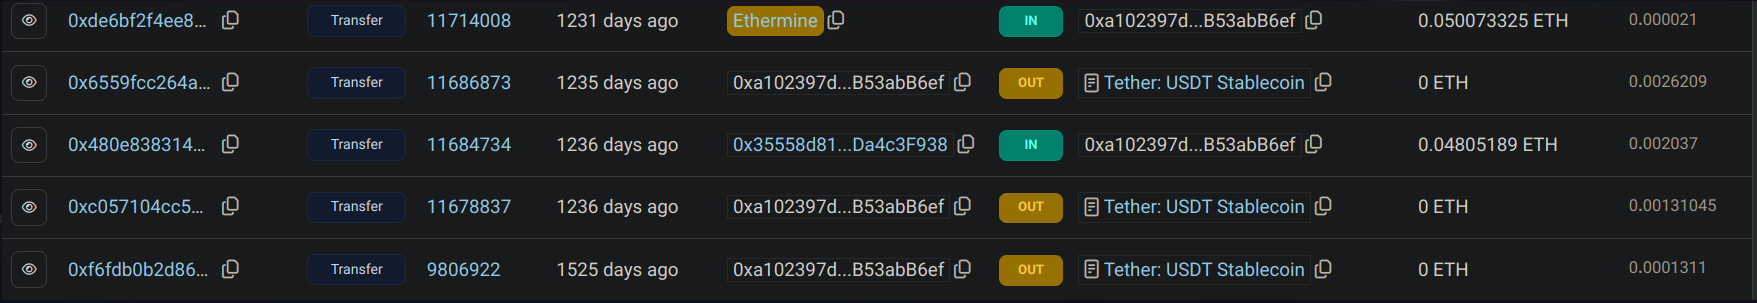 0xde6bf2f4ee8... Transfer 11714008 1231 days ago Ethermine IN 0xa102397d...B53abB6ef 0.050073325 ETH 0.000021
0x6559fcc264a... Transfer 11686873 1235 days ago 0xa102397d...B53abB6ef OUT Tether: USDT Stablecoin 0 ETH 0.0026209
0x480e838314... Transfer 11684734 1236 days ago 0x35558d81...Da4c3F938 IN 0xa102397d...B53abB6ef 0.04805189 ETH 0.002037
0xc057104cc5... Transfer 11678837 1236 days ago 0xa102397d...B53abB6ef OUT Tether: USDT Stablecoin 0 ETH 0.00131045
0xf6fdb0b2d86... Transfer 9806922 1525 days ago 0xa102397d...B53abB6ef OUT Tether: USDT Stablecoin 0 ETH 0.0001311